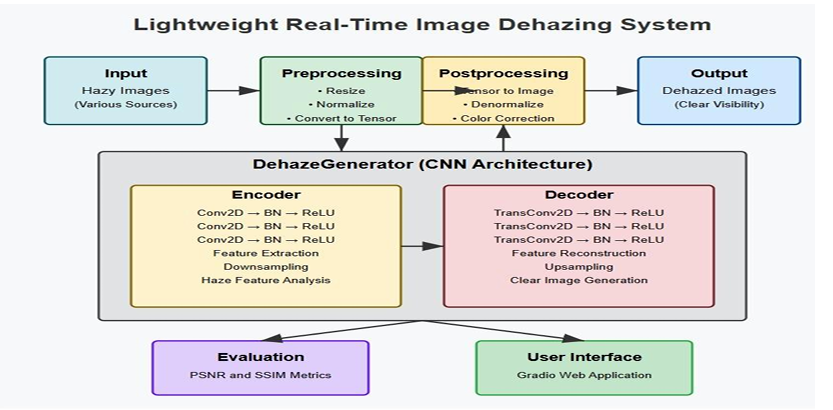 Lightweight Real-Time Image Dehazing System
Input
Hazy Images
(Various Sources)
Preprocessing
• Resize
• Normalize
• Convert to Tensor
Postprocessing
to Image
• Denormalize
• Color Correction
Output
Dehazed Images
(Clear Visibility)
DehazeGenerator (CNN Architecture)
Encoder
Conv2D → BN → ReLU
Conv2D → BN → ReLU
Conv2D → BN → ReLU
Feature Extraction
Downsampling
Haze Feature Analysis
Decoder
TransConv2D → BN → ReLU
TransConv2D → BN → ReLU
TransConv2D → BN → ReLU
Feature Reconstruction
Upsampling
Clear Image Generation
Evaluation
PSNR and SSIM Metrics
User Interface
Gradio Web Application